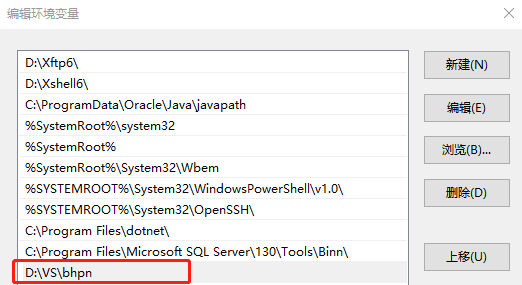 编辑环境变量
D:\Xftp6\
D:\Xshell6\
C:\ProgramData\Oracle\Java\javapath
%SystemRoot%\system32
%SystemRoot%
%SystemRoot%\System32\Wbem
%SYSTEMROOT%\System32\WindowsPowerShell\v1.0\
%SYSTEMROOT%\System32\OpenSSH\
C:\Program Files\dotnet\
C:\Program Files\Microsoft SQL Server\130\Tools\Binn\
D:\VS\bhpn
新建(N)
编辑(E)
浏览(B)...
删除(D)
上移(U)